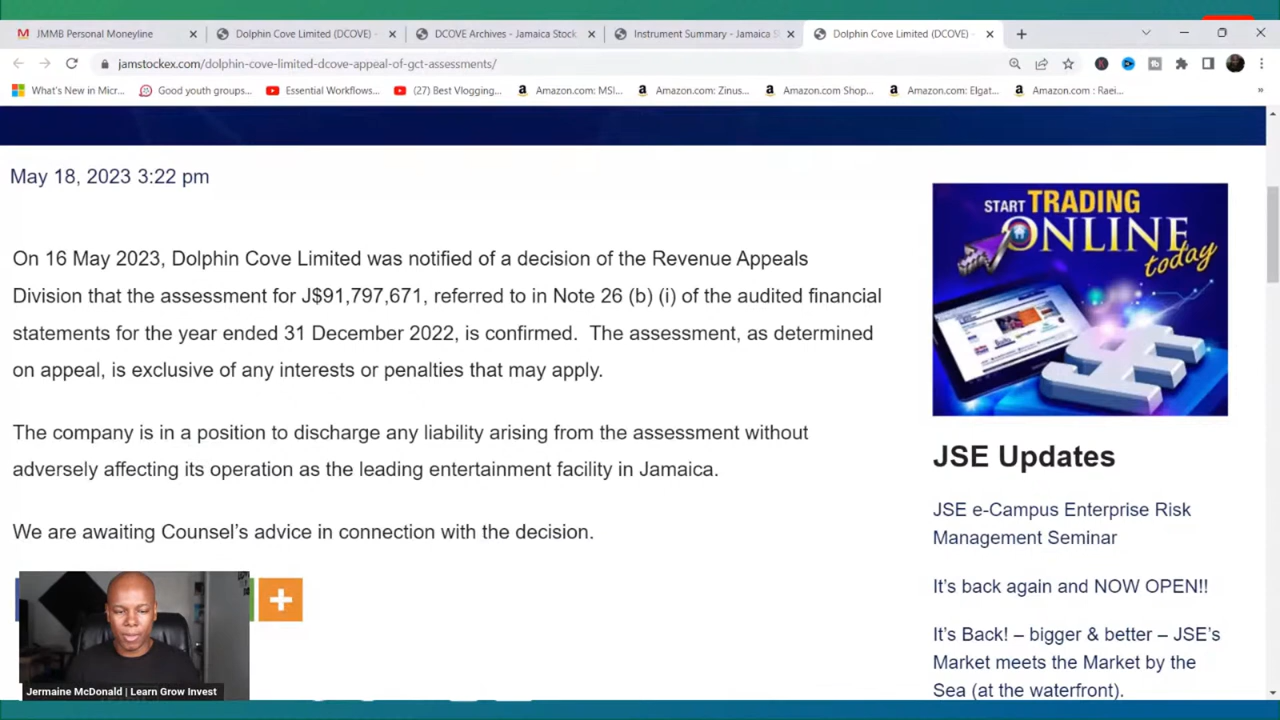 JMMB Personal Moneyline
Dolphin Cove Limited (DCOVE) -
DCOVE Archives - Jamaica Stock
Instrument Summary - Jamaica S
Dolphin Cove Limited (DCOVE) -
jamstockex.com/dolphin-cove-limited-dcove-appeal-of-gct-assessments/
What's New in Micr...
Good youth groups...
Essential Workflows...
(27) Best Vlogging...
Amazon.com: MSI...
Amazon.com: Zinus...
Amazon.com Shop...
Amazon.com: Elgat...
Amazon.com : Raei...
May 18, 2023 3:22 pm
On 16 May 2023, Dolphin Cove Limited was notified of a decision of the Revenue Appeals
Division that the assessment for J$91,797,671, referred to in Note 26 (b) (i) of the audited financial
statements for the year ended 31 December 2022, is confirmed.  The assessment, as determined
on appeal, is exclusive of any interests or penalties that may apply.
The company is in a position to discharge any liability arising from the assessment without
adversely affecting its operation as the leading entertainment facility in Jamaica.
We are awaiting Counsel's advice in connection with the decision.
Jermaine McDonald | Learn Grow Invest
START TRADING
ONLINE
today
JSE Updates
JSE e-Campus Enterprise Risk
Management Seminar
It's back again and NOW OPEN!!
It's Back! – bigger & better – JSE's
Market meets the Market by the
Sea (at the waterfront).